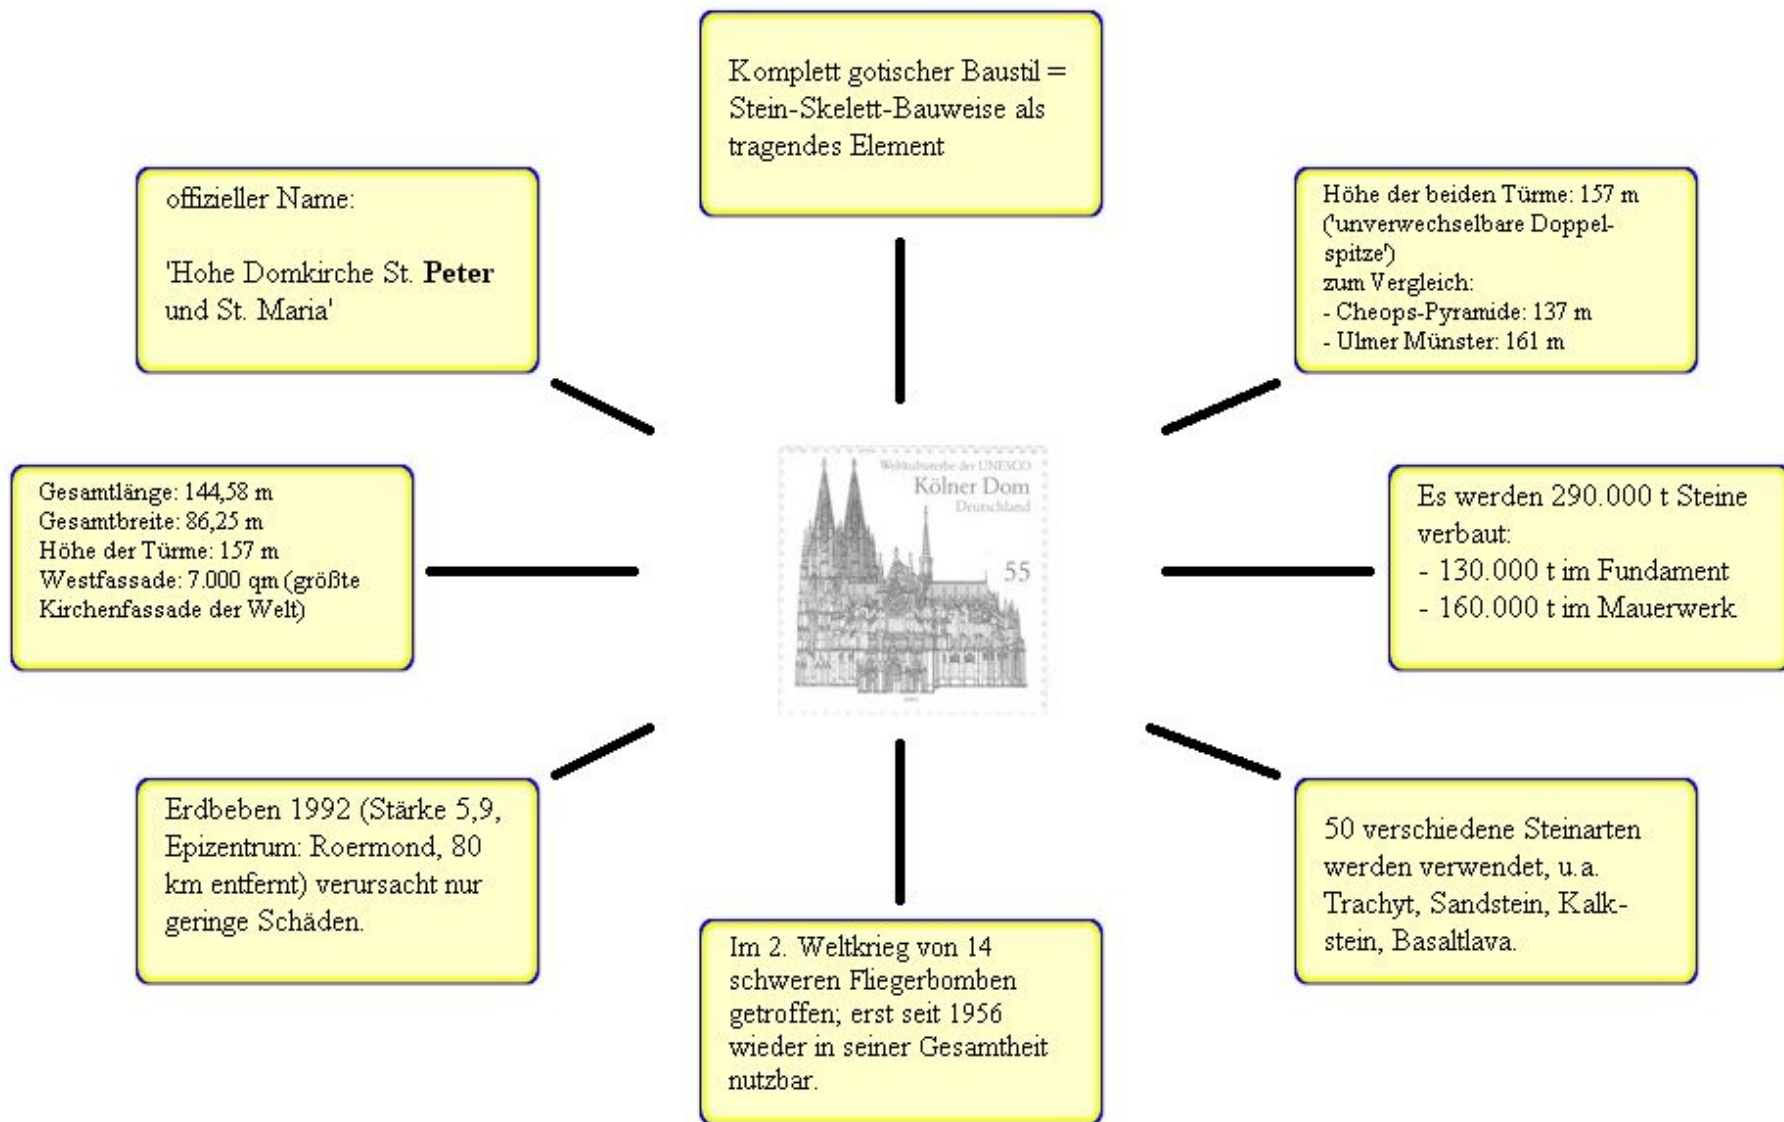 Komplett gotischer Baustil =
Stein-Skelett-Bauweise als
tragendes Element
offizieller Name:
'Hohe Domkirche St. Peter
und St. Maria'
Höhe der beiden Türme: 157 m
('unverwechselbare Doppel-
spitze')
zum Vergleich:
- Cheops-Pyramide: 137 m
- Ulmer Münster: 161 m
Gesamtlänge: 144,58 m
Gesamtbreite: 86,25 m
Höhe der Türme: 157 m
Westfassade: 7.000 qm (größte
Kirchenfassade der Welt)
Weltkulturerbe der UNESCO
Kölner Dom
Deutschland
55
Es werden 290.000 t Steine
verbaut:
- 130.000 t im Fundament
- 160.000 t im Mauerwerk
Erdbeben 1992 (Stärke 5,9,
Epizentrum: Roermond, 80
km entfernt) verursacht nur
geringe Schäden.
Im 2. Weltkrieg von 14
schweren Fliegerbomben
getroffen; erst seit 1956
wieder in seiner Gesamtheit
nutzbar.
50 verschiedene Steinarten
werden verwendet, u.a.
Trachyt, Sandstein, Kalk-
stein, Basaltlava.